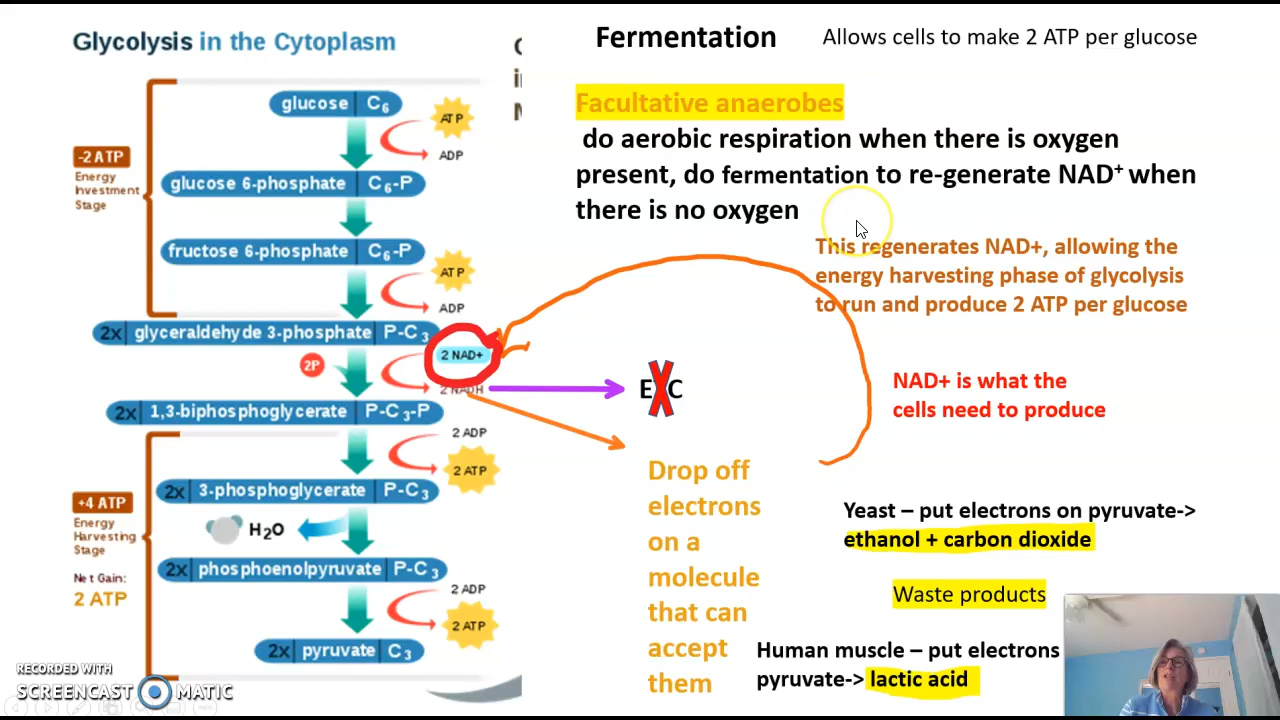 Glycolysis in the Cytoplasm
glucose C6
ATP
ADP
-2 ATP
Energy
Investment
Stage
glucose 6-phosphate C6-P
fructose 6-phosphate C6-P
ATP
ADP
2x glyceraldehyde 3-phosphate P-C3
2 NAD+
2P
2 NADH
2x 1,3-biphosphoglycerate P-C3-P
2 ADP
2 ATP
+4 ATP
Energy
Harvesting
Stage
Net Gain:
2 ATP
2x 3-phosphoglycerate P-C3
H2O
2x phosphoenolpyruvate P-C3
2 ADP
2 ATP
2x pyruvate C3
RECORDED WITH
SCREENCAST MATIC
Fermentation
Allows cells to make 2 ATP per glucose
Facultative anaerobes
do aerobic respiration when there is oxygen
present, do fermentation to re-generate NAD+ when
there is no oxygen
This regenerates NAD+, allowing the
energy harvesting phase of glycolysis
to run and produce 2 ATP per glucose
NAD+ is what the
cells need to produce
Drop off
electrons
on a
molecule
that can
accept
them
Yeast – put electrons on pyruvate->
ethanol + carbon dioxide
Waste products
Human muscle – put electrons
pyruvate-> lactic acid